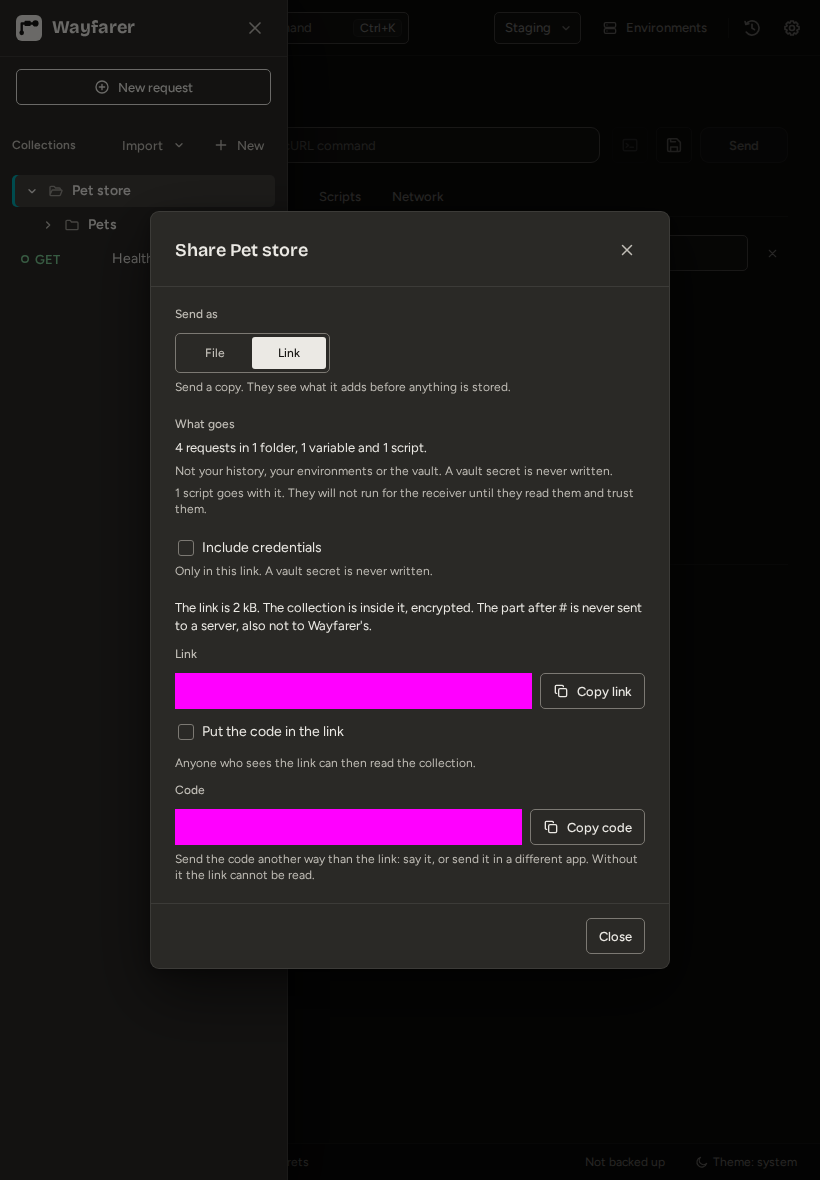 Wayfarer
Ctrl+K
Staging
Environments
New request
Collections
Import
New
cURL command
Send
Pet store
Scripts
Network
Pets
GET
Share Pet store
Send as
File
Link
Send a copy. They see what it adds before anything is stored.
What goes
4 requests in 1 folder, 1 variable and 1 script.
Not your history, your environments or the vault. A vault secret is never written.
1 script goes with it. They will not run for the receiver until they read them and trust
them.
Include credentials
Only in this link. A vault secret is never written.
The link is 2 kB. The collection is inside it, encrypted. The part after # is never sent
to a server, also not to Wayfarer's.
Link
Copy link
Put the code in the link
Anyone who sees the link can then read the collection.
Code
Copy code
Send the code another way than the link: say it, or send it in a different app. Without
it the link cannot be read.
Close
Not backed up
Theme: system